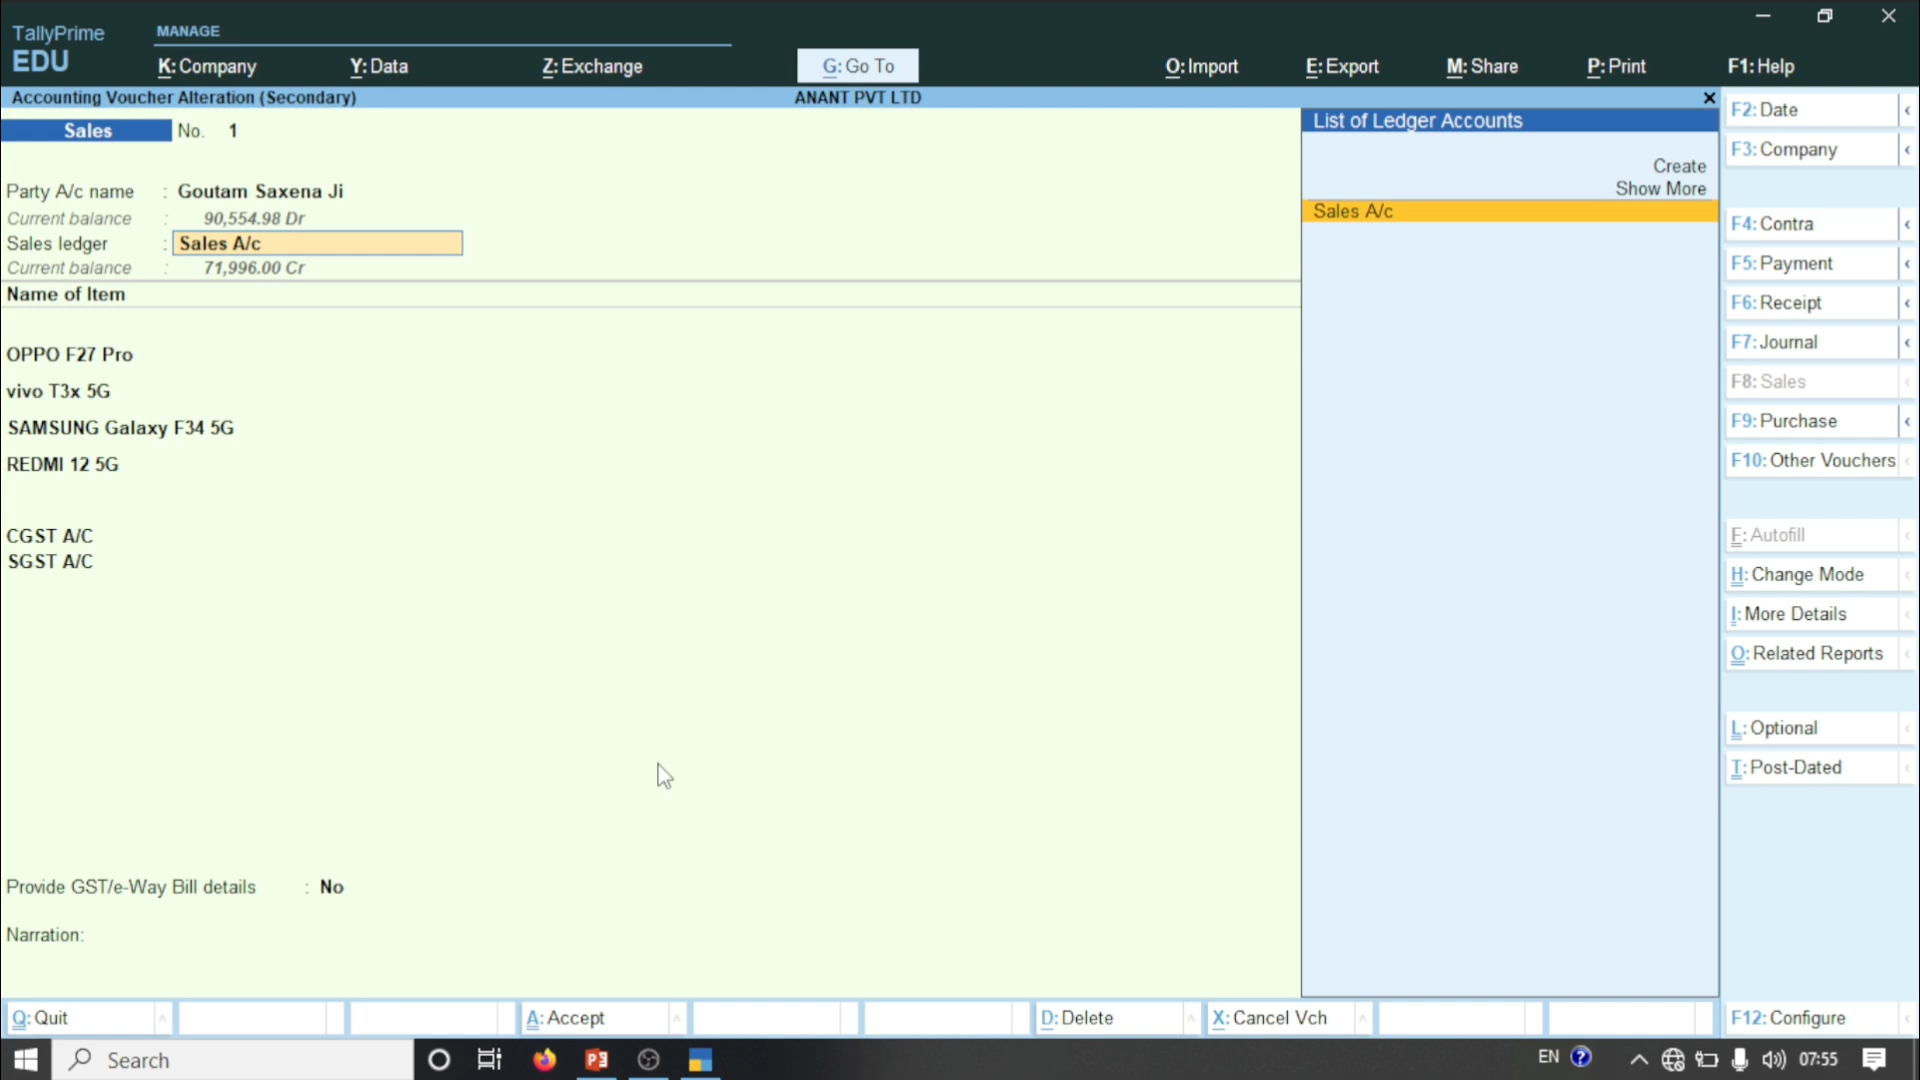 TallyPrime
EDU
MANAGE
K: Company
Y: Data
Z: Exchange
G: Go To
O: Import
E: Export
M: Share
P: Print
F1: Help
Accounting Voucher Alteration (Secondary)
ANANT PVT LTD
Sales No. 1
Party A/c name : Goutam Saxena Ji
Current balance : 90,554.98 Dr
Sales ledger : Sales A/c
Current balance : 71,996.00 Cr
Name of Item
OPPO F27 Pro
vivo T3x 5G
SAMSUNG Galaxy F34 5G
REDMI 12 5G
CGST A/C
SGST A/C
Provide GST/e-Way Bill details : No
Narration:
List of Ledger Accounts
Create
Show More
Sales A/c
F2: Date
F3: Company
F4: Contra
F5: Payment
F6: Receipt
F7: Journal
F8: Sales
F9: Purchase
F10: Other Vouchers
F: Autofill
H: Change Mode
I: More Details
O: Related Reports
L: Optional
T: Post-Dated
Q: Quit
A: Accept
D: Delete
X: Cancel Vch
F12: Configure
Search
EN
07:55